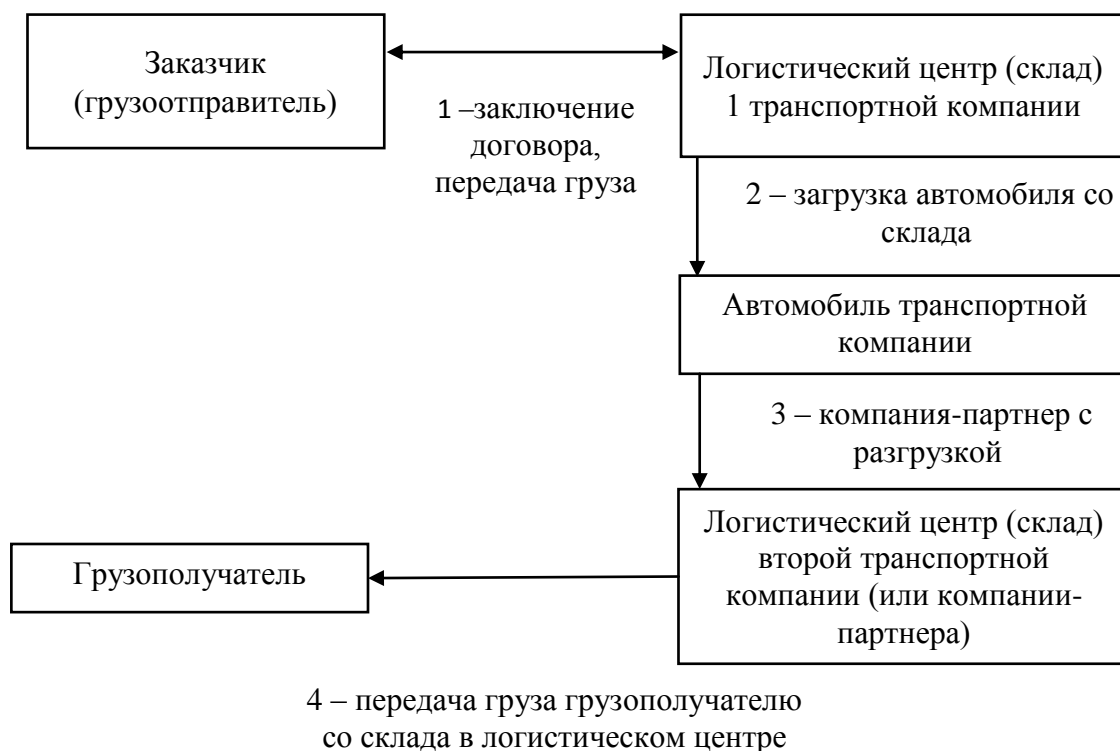 Заказчик
(грузоотправитель)
Логистический центр (склад)
1 транспортной компании
1 –заключение
договора,
передача груза
2 – загрузка автомобиля со
склада
Автомобиль транспортной
компании
3 – компания-партнер с
разгрузкой
Логистический центр (склад)
второй транспортной
компании (или компании-
партнера)
Грузополучатель
4 – передача груза грузополучателю
со склада в логистическом центре